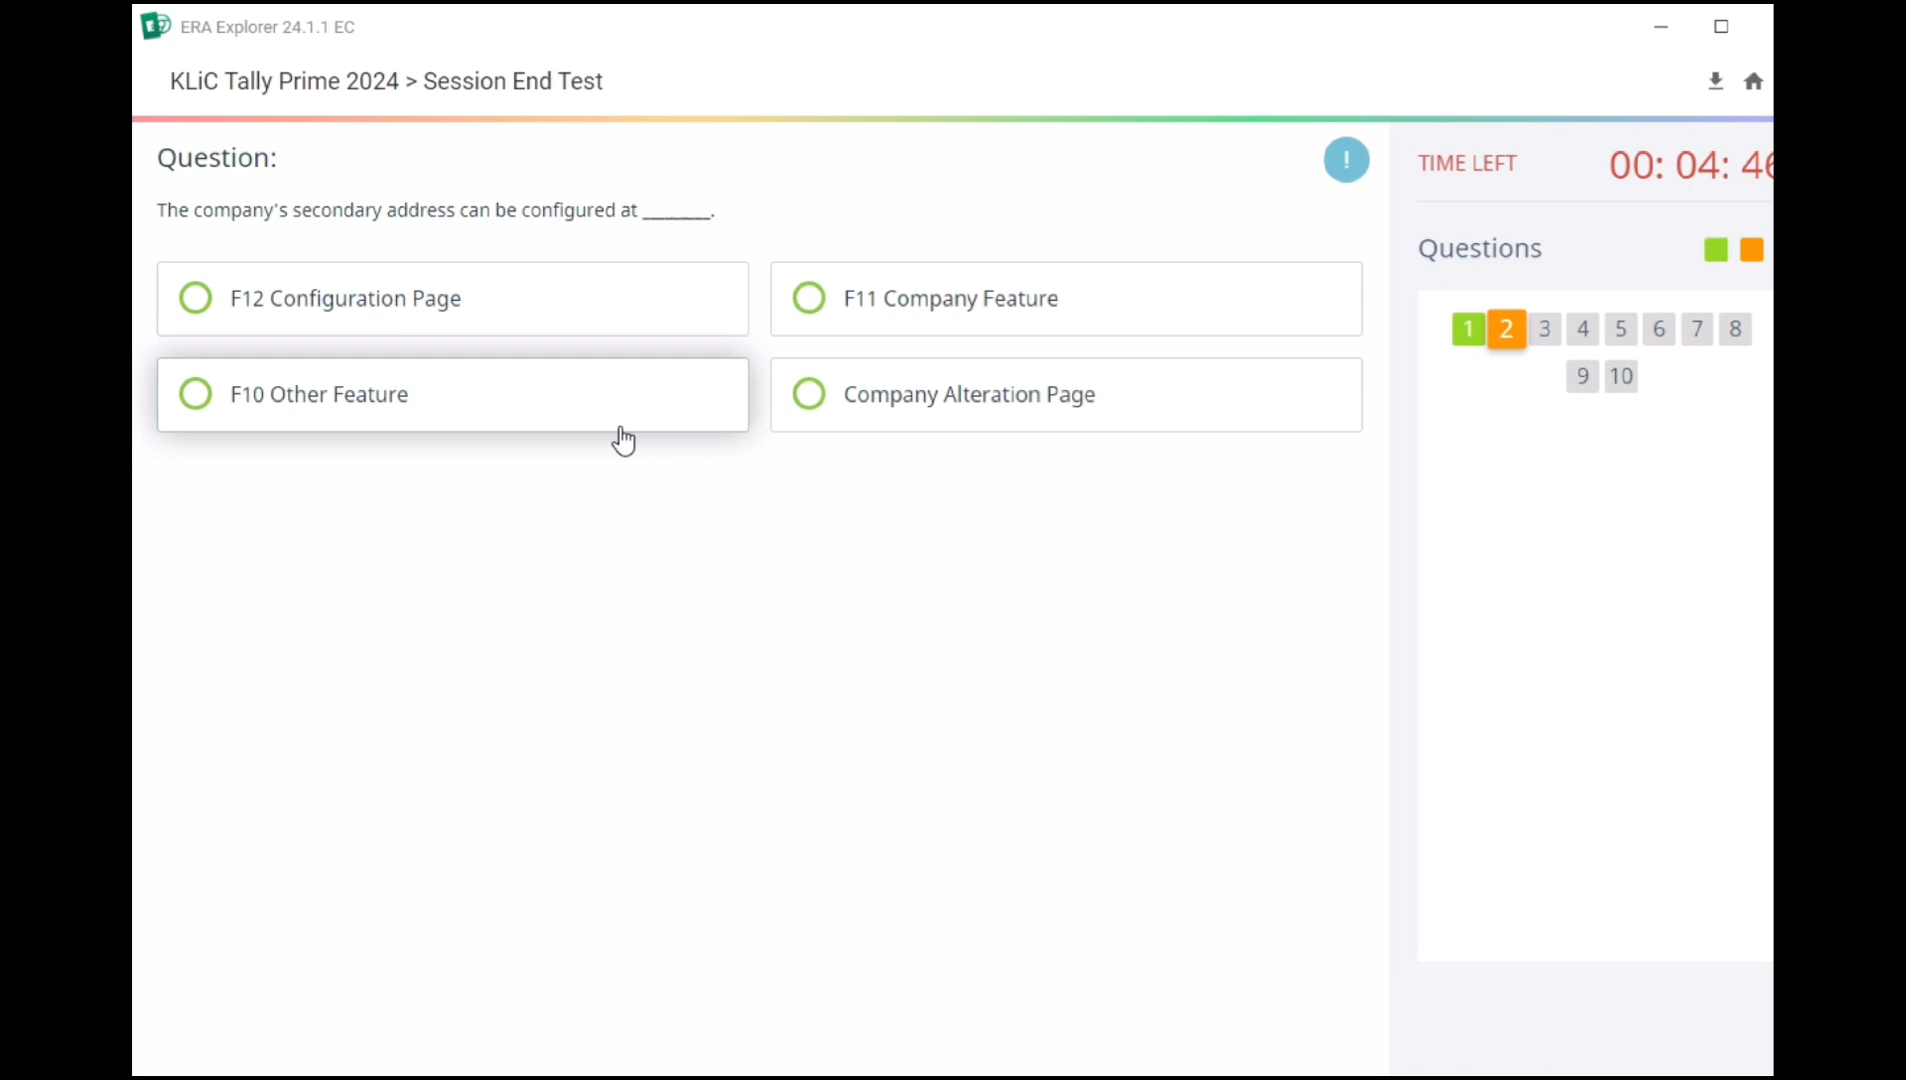 ERA Explorer 24.1.1 EC
KLiC Tally Prime 2024 > Session End Test
Question:
!
TIME LEFT 00: 04: 46
The company's secondary address can be configured at ________.
Questions
F12 Configuration Page
F11 Company Feature
1 2 3 4 5 6 7 8
9 10
F10 Other Feature
Company Alteration Page